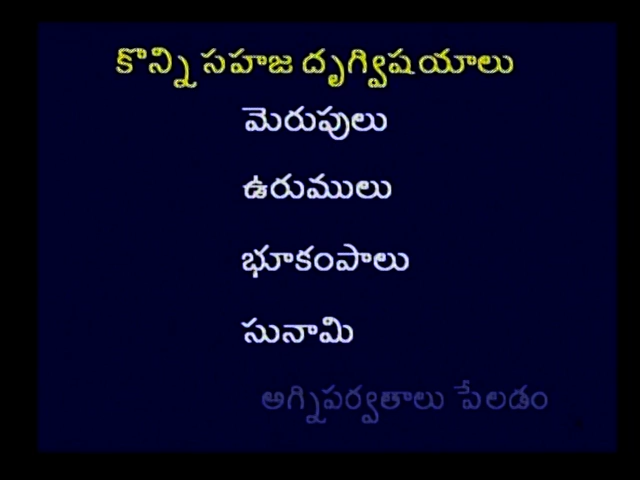 కొన్ని సహజ దృగ్విషయాలు
మెరుపులు
ఉరుములు
భూకంపాలు
సునామి
అగ్నిపర్వతాలు పేలడం